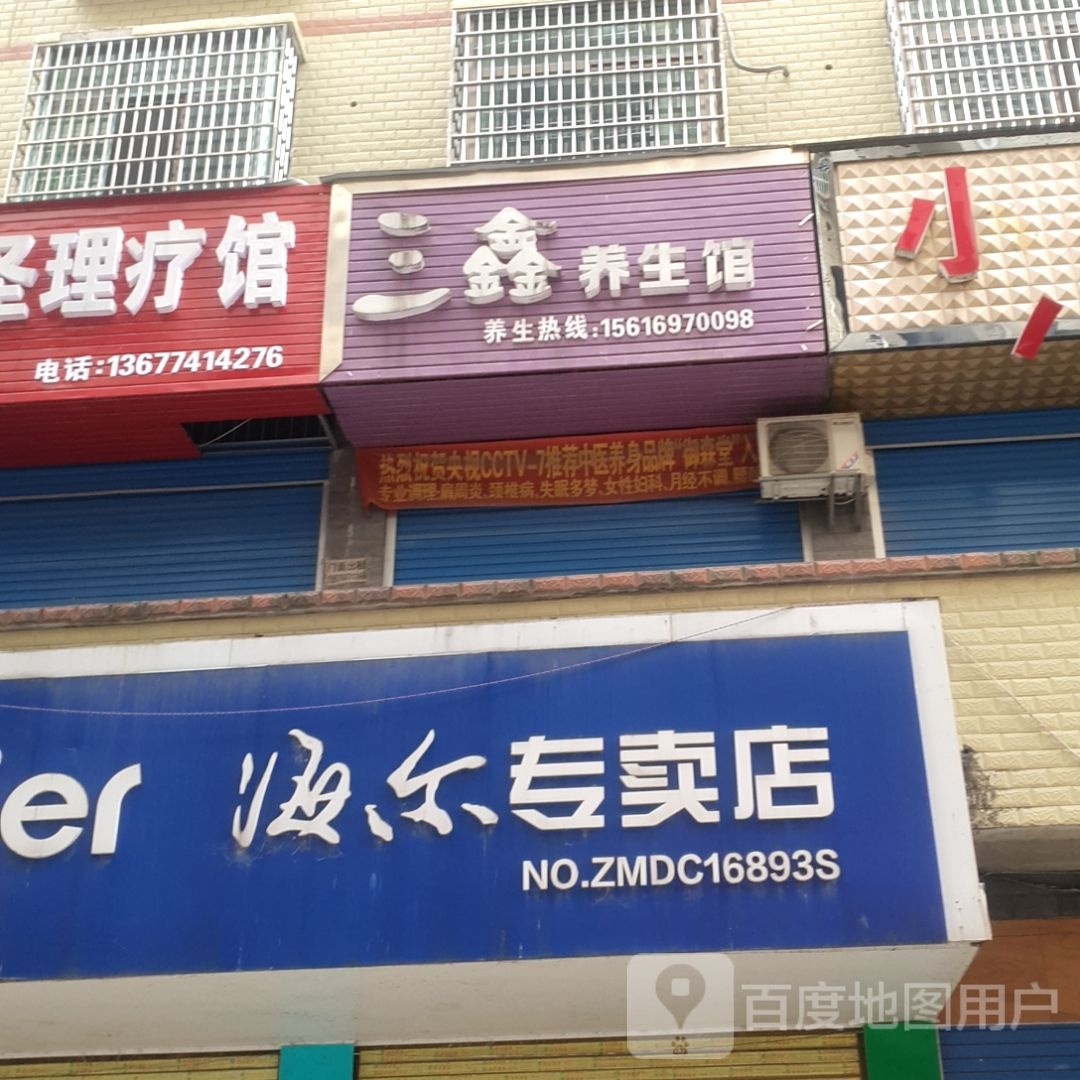 圣理疗馆
电话:13677414276
三鑫养生馆
养生热线:15616970098
小
热烈祝贺央视CCTV-7推荐中医养身品牌"御森堂"入
专业调理.肩周炎、颈椎病、失眠多梦、女性妇科、月经不调
er 海尔专卖店
NO.ZMDC16893S
百度地图用户